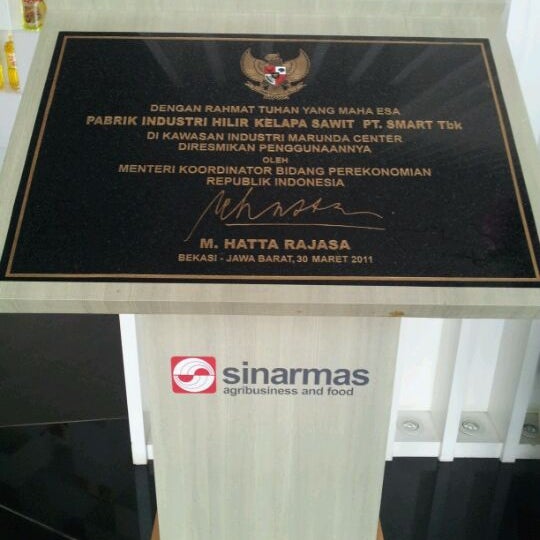 DENGAN RAHMAT TUHAN YANG MAHA ESA
PABRIK INDUSTRI HILIR KELAPA SAWIT PT. SMART Tbk
DI KAWASAN INDUSTRI MARUNDA CENTER
DIRESMIKAN PENGGUNAANNYA
OLEH
MENTERI KOORDINATOR BIDANG PEREKONOMIAN
REPUBLIK INDONESIA
M. HATTA RAJASA
BEKASI - JAWA BARAT, 30 MARET 2011
sinarmas
agribusiness and food